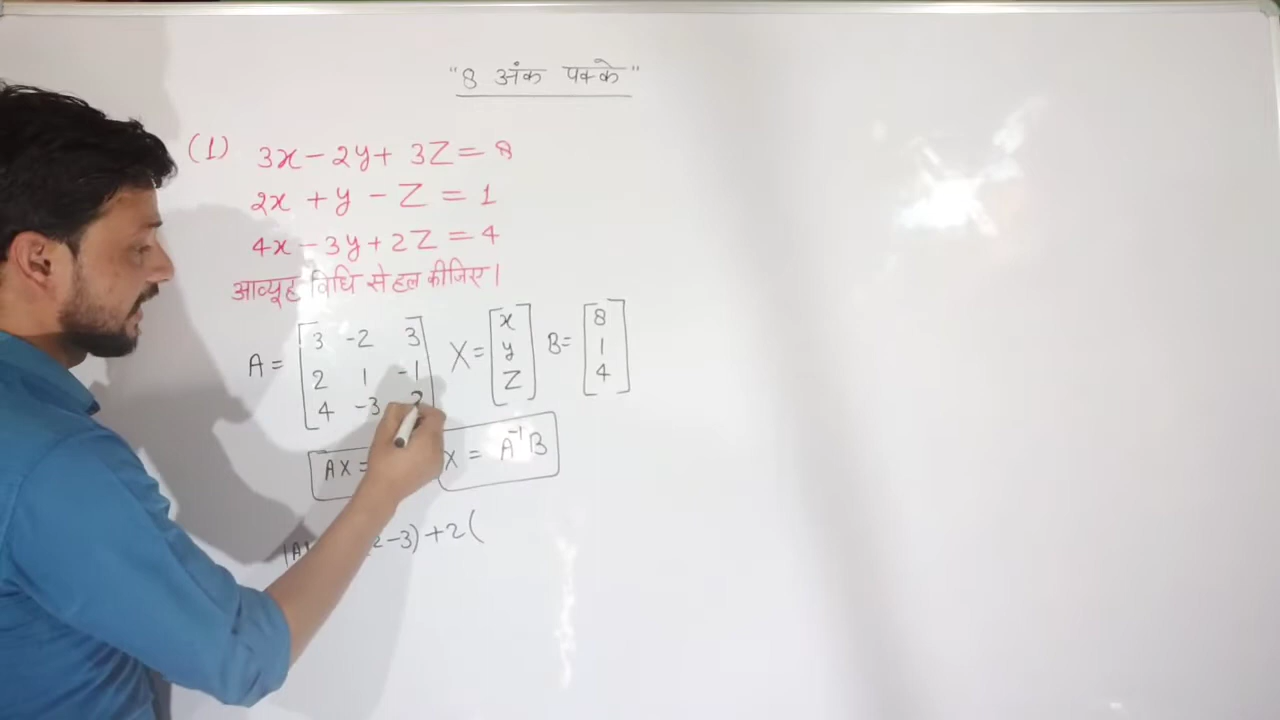 "8 अंक पक्के"
(1) 3x - 2y + 3Z = 8
2x + y - Z = 1
4x - 3y + 2Z = 4
आव्यूह विधि से हल कीजिए।
A = [3 -2 3 X = [x B = [8
2 1 -1 y 1
4 -3 2] Z] 4]
AX = X = A⁻¹B
|A| 2-3) + 2(